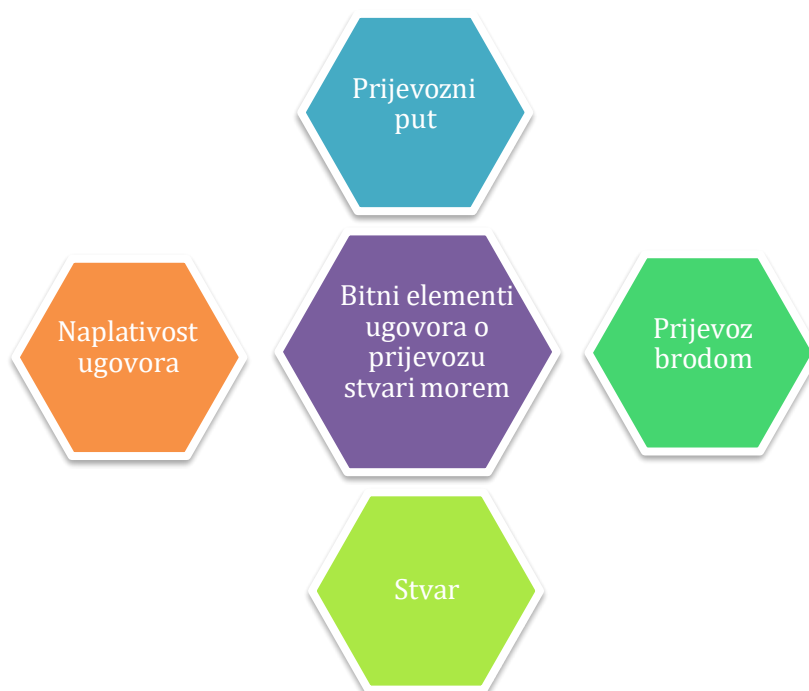 Prijevozni
put
Naplativost
ugovora
Bitni elementi
ugovora o
prijevozu
stvari morem
Prijevoz
brodom
Stvar